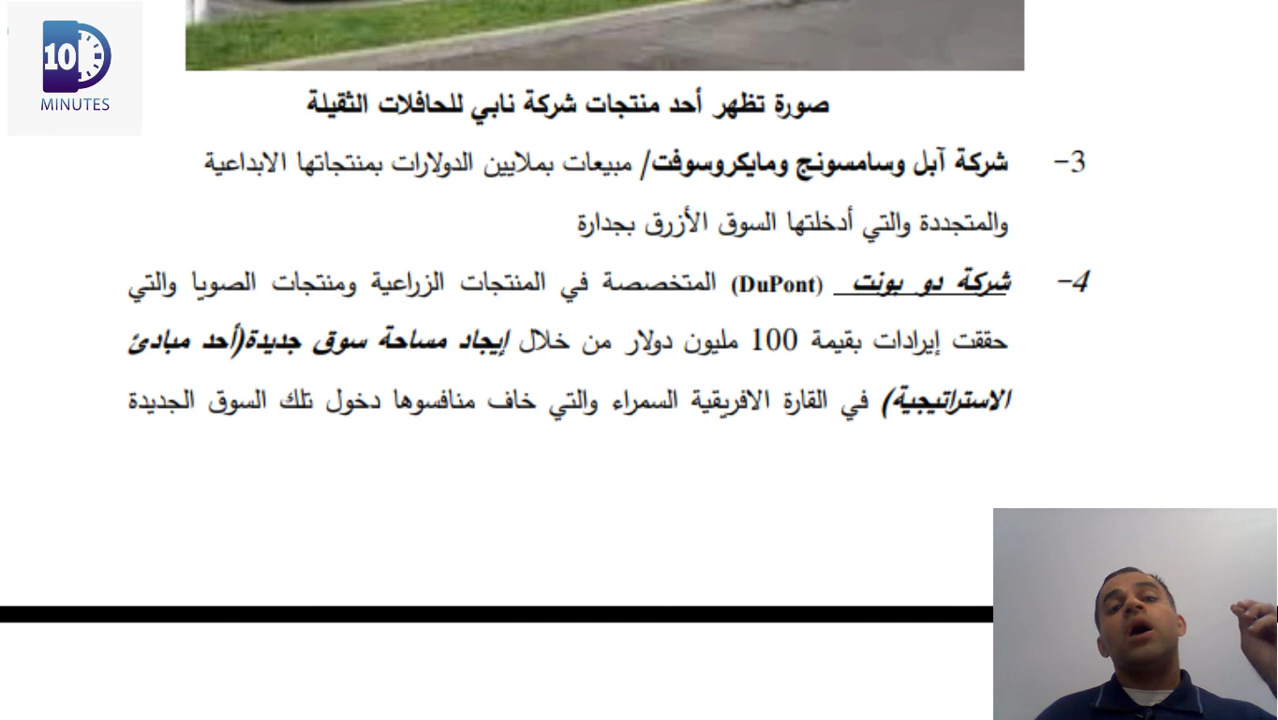 10
MINUTES
صورة تظهر أحد منتجات شركة نابي للحافلات الثقيلة
3- شركة آبل وسامسونج ومايكروسوفت/ مبيعات بملايين الدولارات بمنتجاتها الابداعية
والمتجددة والتي أدخلتها السوق الأزرق بجدارة
4- شركة دو بونت (DuPont) المتخصصة في المنتجات الزراعية ومنتجات الصويا والتي
حققت إيرادات بقيمة 100 مليون دولار من خلال إيجاد مساحة سوق جديدة(أحد مبادئ
الاستراتيجية) في القارة الافريقية السمراء والتي خاف منافسوها دخول تلك السوق الجديدة